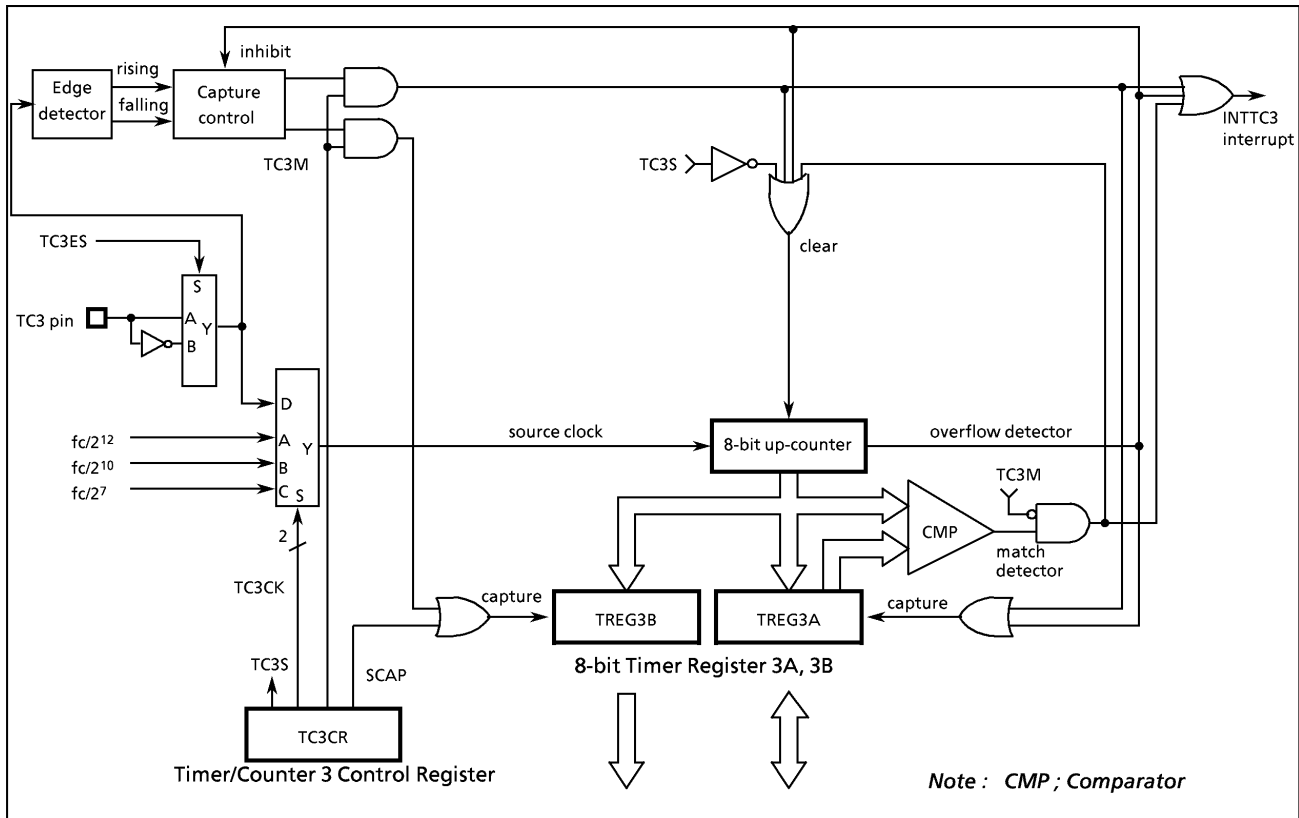 inhibit
rising
falling
Edge
detector
Capture
control
INTTC3
interrupt
TC3M
TC3S
clear
TC3ES
S
TC3 pin
A
Y
B
D
fc/2¹²
A
Y
source clock
8-bit up-counter
overflow detector
fc/2¹⁰
B
fc/2⁷
C
S
TC3M
2
CMP
match
detector
TC3CK
capture
TREG3B
TREG3A
capture
TC3S
SCAP
8-bit Timer Register 3A, 3B
TC3CR
Timer/Counter 3 Control Register
Note : CMP ; Comparator